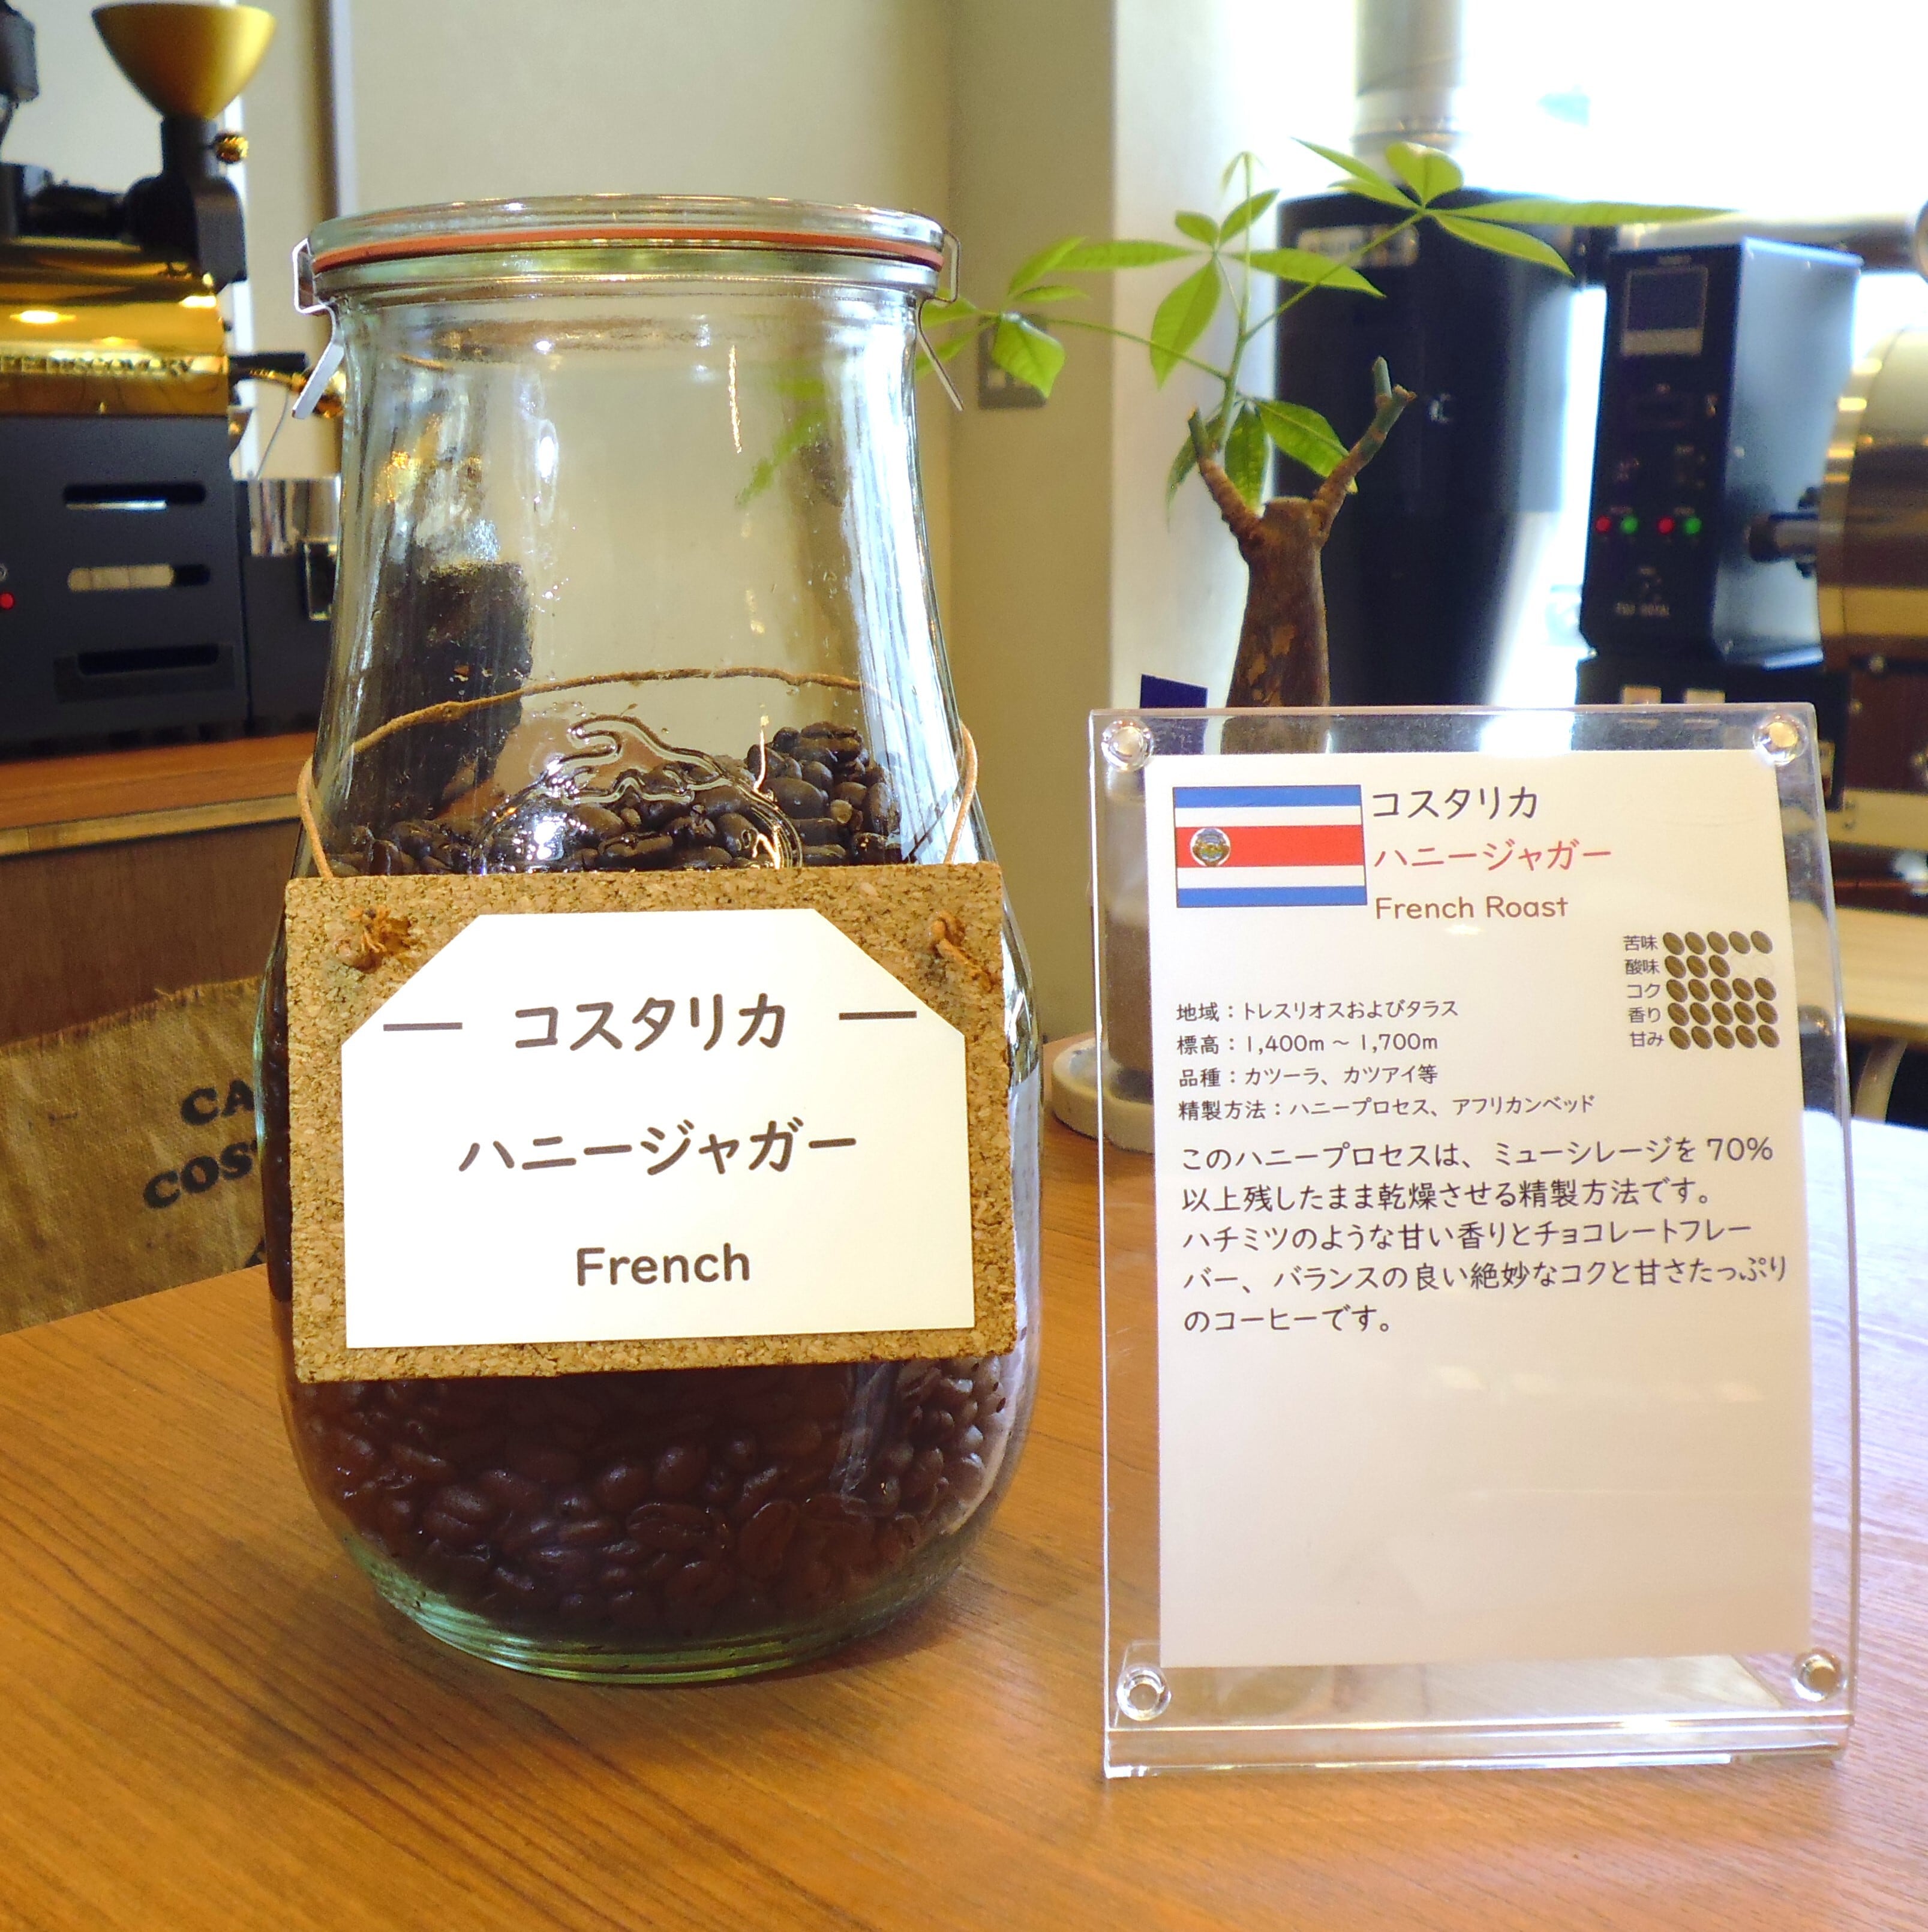 コスタリカ
ハニージャガー
French
コスタリカ
ハニージャガー
French Roast
苦味
酸味
コク
香り
甘み
地域：トレスリオスおよびタラス
標高：1,400m～1,700m
品種：カツーラ、カツアイ等
精製方法：ハニープロセス、アフリカンベッド
このハニープロセスは、ミューシレージを70%
以上残したまま乾燥させる精製方法です。
ハチミツのような甘い香りとチョコレートフレー
バー、バランスの良い絶妙なコクと甘さたっぷり
のコーヒーです。
DISCOVERY
CA
COS